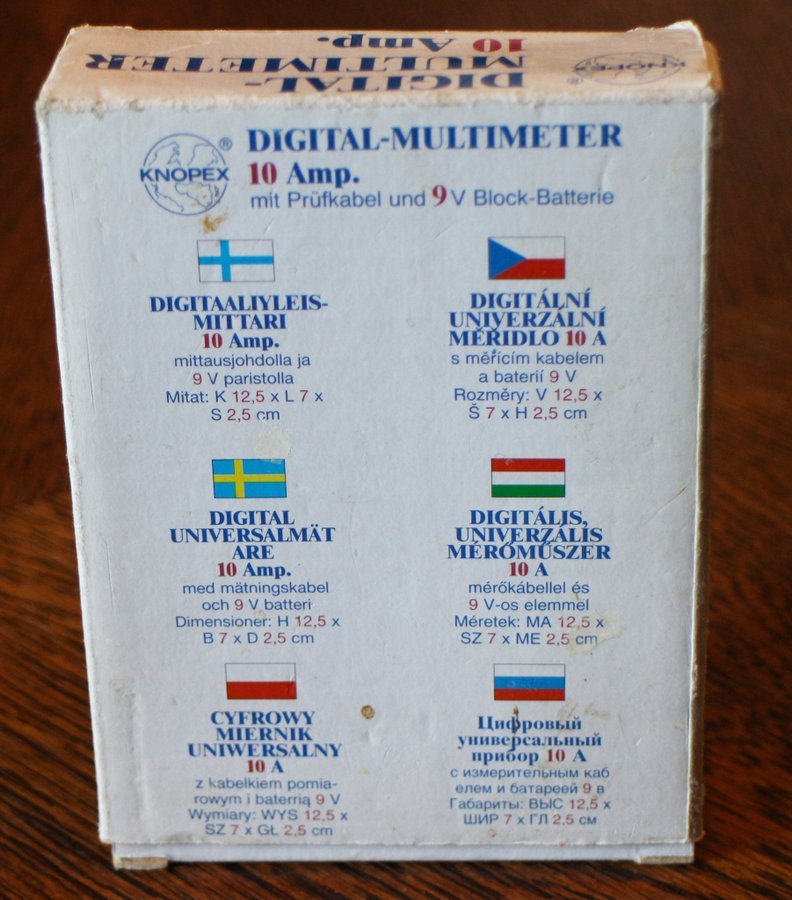 DIGITAL-
MULTIMETER
10 Amp.
KNOPEX
®
KNOPEX
®
DIGITAL-MULTIMETER
10 Amp.
mit Prüfkabel und 9 V Block-Batterie
DIGITAALIYLEIS-
MITTARI
10 Amp.
mittausjohdolla ja
9 V paristolla
Mitat: K 12,5 x L 7 x
S 2,5 cm
DIGITÁLNÍ
UNIVERZÁLNÍ
MĚRIDLO 10 A
s měřícím kabelem
a baterií 9 V
Rozměry: V 12,5 x
Š 7 x H 2,5 cm
DIGITAL
UNIVERSALMÄT
ARE
10 Amp.
med mätningskabel
och 9 V batteri
Dimensioner: H 12,5 x
B 7 x D 2,5 cm
DIGITÁLIS,
UNIVERZÁLIS
MÉRŐMŰSZER
10 A
mérőkábellel és
9 V-os elemmel
Méretek: MA 12,5 x
SZ 7 x ME 2,5 cm
CYFROWY
MIERNIK
UNIWERSALNY
10 A
z kabelkiem pomia-
rowym i baterrią 9 V
Wymiary: WYS 12,5 x
SZ 7 x GŁ 2,5 cm
Цифровый
универсальный
прибор 10 A
с измерительным каб
елем и батареей 9 в
Габариты: ВЫС 12,5 x
ШИР 7 x ГЛ 2,5 см